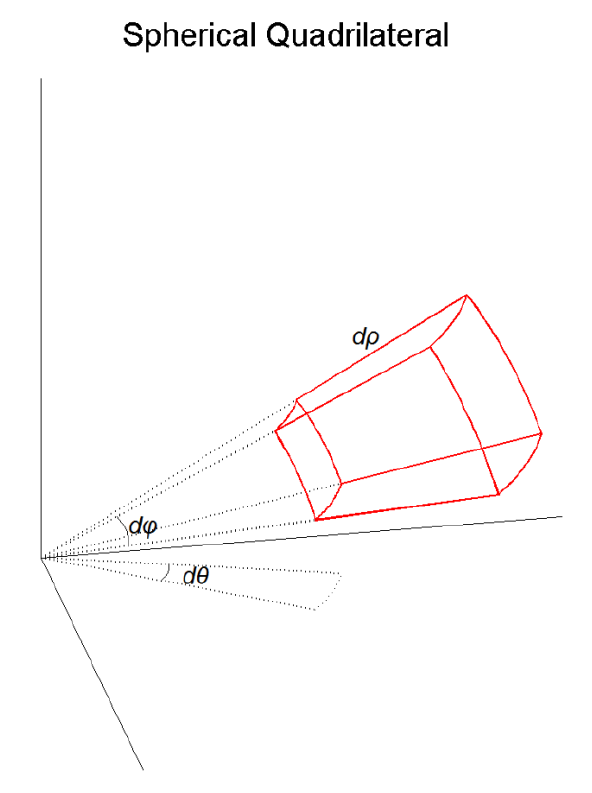 Spherical Quadrilateral
dρ
dφ
dθ